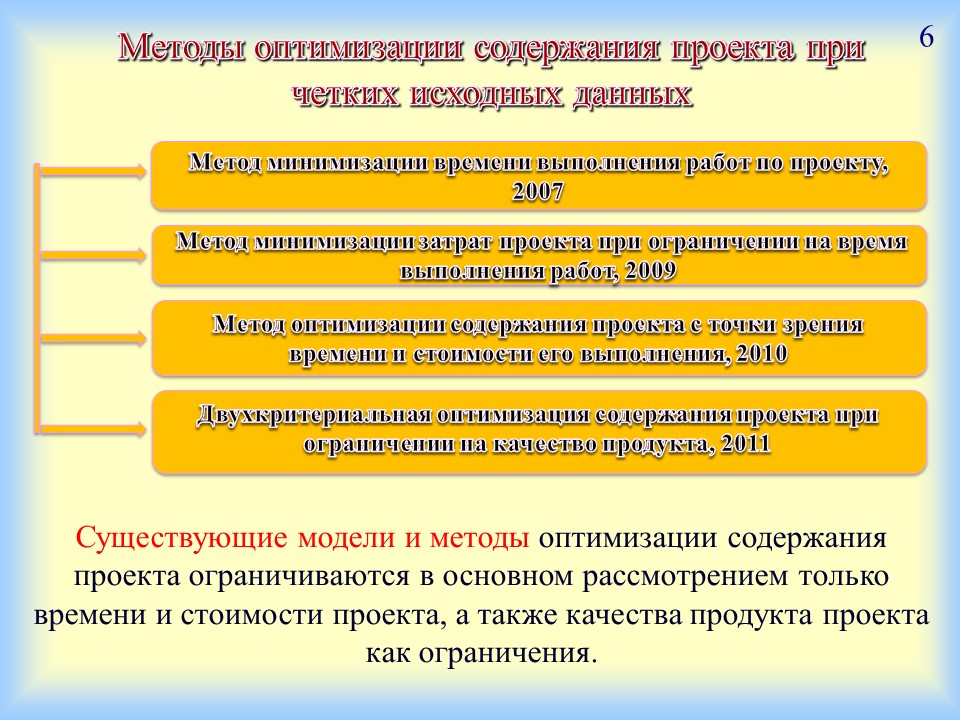 6
Методы оптимизации содержания проекта при
четких исходных данных
Метод минимизации времени выполнения работ по проекту,
2007
Метод минимизации затрат проекта при ограничении на время
выполнения работ, 2009
Метод оптимизации содержания проекта с точки зрения
времени и стоимости его выполнения, 2010
Двухкритериальная оптимизация содержания проекта при
ограничении на качество продукта, 2011
Существующие модели и методы оптимизации содержания
проекта ограничиваются в основном рассмотрением только
времени и стоимости проекта, а также качества продукта проекта
как ограничения.